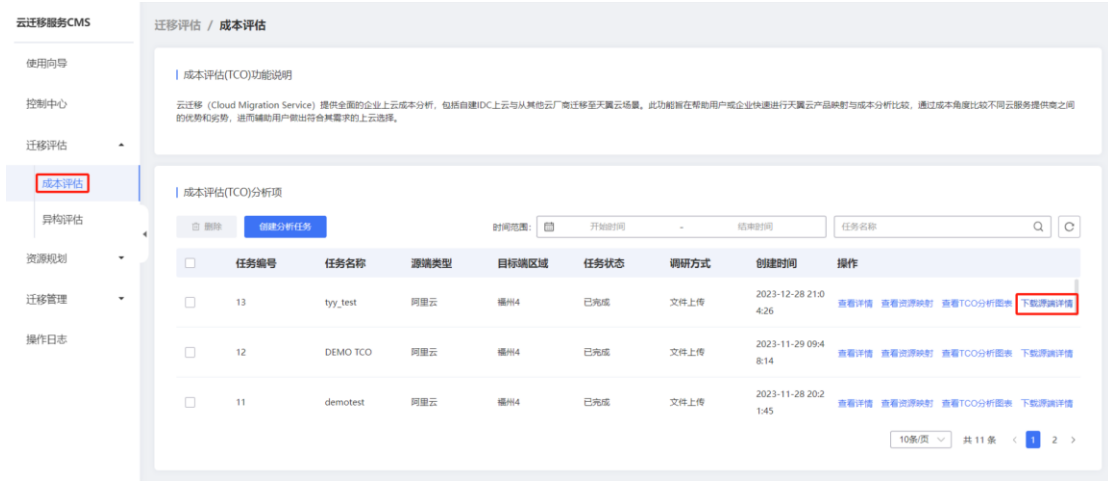 云迁移服务CMS
迁移评估 / 成本评估
使用向导
控制中心
迁移评估
成本评估
异构评估
资源规划
迁移管理
操作日志
成本评估(TCO)功能说明
云迁移（Cloud Migration Service）提供全面的企业上云成本分析，包括自建IDC上云与从其他云厂商迁移至天翼云场景。此功能旨在帮助用户或企业快速进行天翼云产品映射与成本分析比较，通过成本角度比较不同云服务提供商之间
的优势和劣势，进而辅助用户做出符合其需求的上云选择。
成本评估(TCO)分析项
删除 创建分析任务 时间范围: 开始时间 - 结束时间 任务名称
任务编号 任务名称 源端类型 目标端区域 任务状态 调研方式 创建时间 操作
13 tyy_test 阿里云 福州4 已完成 文件上传 2023-12-28 21:0
4:26 查看详情 查看资源映射 查看TCO分析图表 下载源端详情
12 DEMO TCO 阿里云 福州4 已完成 文件上传 2023-11-29 09:4
8:14 查看详情 查看资源映射 查看TCO分析图表 下载源端详情
11 demotest 阿里云 福州4 已完成 文件上传 2023-11-28 20:2
1:45 查看详情 查看资源映射 查看TCO分析图表 下载源端详情
10条/页 共 11 条 < 1 2 >